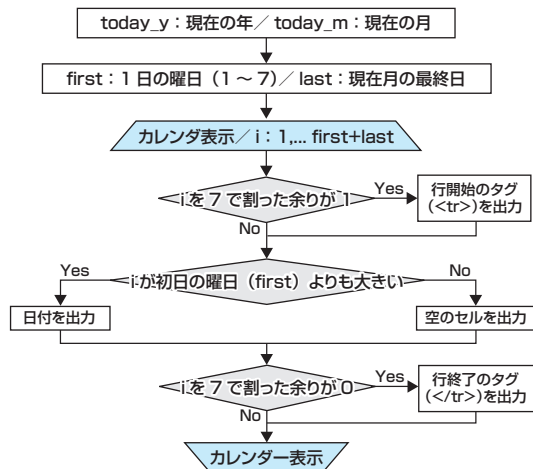 today_y：現在の年／ today_m：現在の月
first：1 日の曜日（1 ～ 7）／ last：現在月の最終日
カレンダ表示／ i：1,... first+last
i を 7 で割った余りが 1
Yes
行開始のタグ
(<tr>)を出力
No
i が初日の曜日（first）よりも大きい
Yes
No
日付を出力
空のセルを出力
i を 7 で割った余りが 0
Yes
行終了のタグ
(</tr>)を出力
No
カレンダー表示